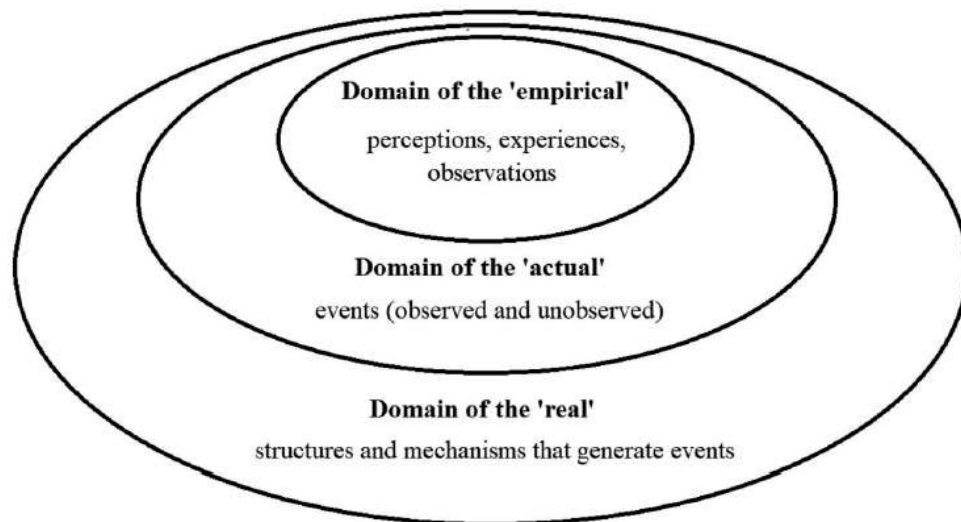 Domain of the 'empirical'
perceptions, experiences,
observations
Domain of the 'actual'
events (observed and unobserved)
Domain of the 'real'
structures and mechanisms that generate events